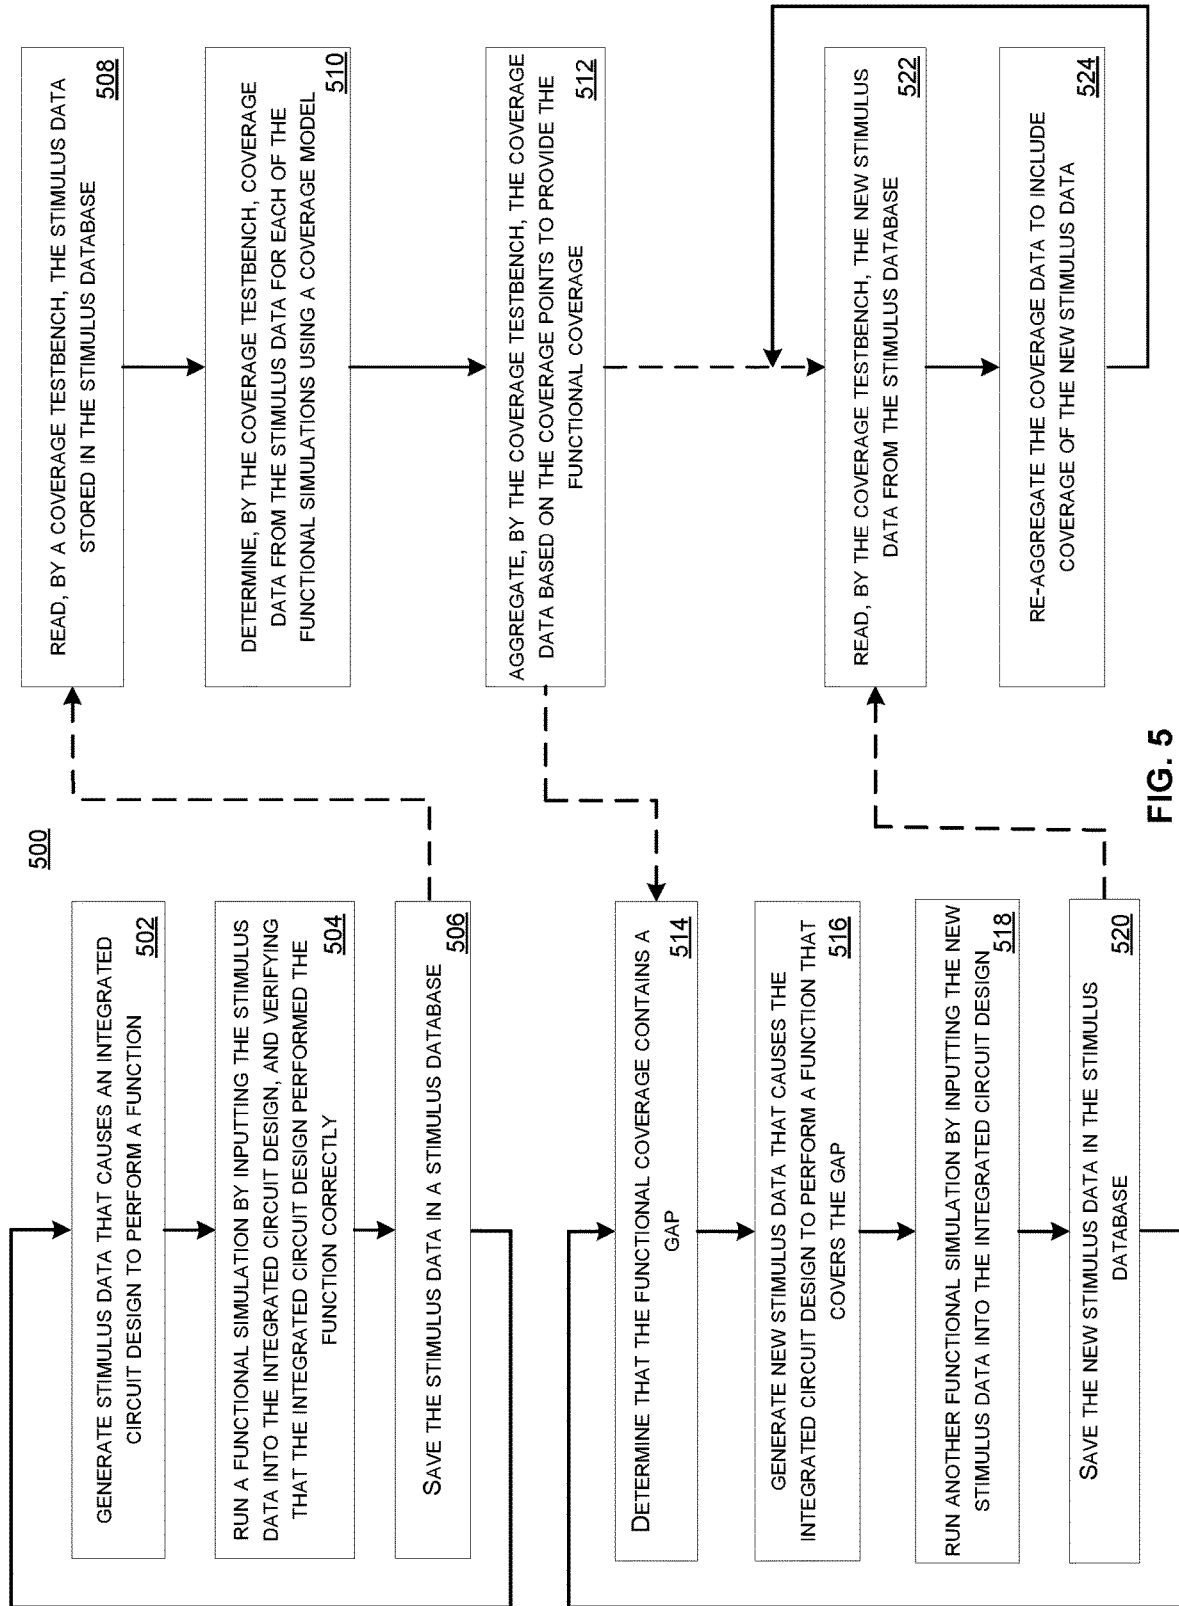 500
GENERATE STIMULUS DATA THAT CAUSES AN INTEGRATED
CIRCUIT DESIGN TO PERFORM A FUNCTION
502
RUN A FUNCTIONAL SIMULATION BY INPUTTING THE STIMULUS
DATA INTO THE INTEGRATED CIRCUIT DESIGN, AND VERIFYING
THAT THE INTEGRATED CIRCUIT DESIGN PERFORMED THE
FUNCTION CORRECTLY
504
SAVE THE STIMULUS DATA IN A STIMULUS DATABASE
506
READ, BY A COVERAGE TESTBENCH, THE STIMULUS DATA
STORED IN THE STIMULUS DATABASE
508
DETERMINE, BY THE COVERAGE TESTBENCH, COVERAGE
DATA FROM THE STIMULUS DATA FOR EACH OF THE
FUNCTIONAL SIMULATIONS USING A COVERAGE MODEL
510
AGGREGATE, BY THE COVERAGE TESTBENCH, THE COVERAGE
DATA BASED ON THE COVERAGE POINTS TO PROVIDE THE
FUNCTIONAL COVERAGE
512
DETERMINE THAT THE FUNCTIONAL COVERAGE CONTAINS A
GAP
514
GENERATE NEW STIMULUS DATA THAT CAUSES THE
INTEGRATED CIRCUIT DESIGN TO PERFORM A FUNCTION THAT
COVERS THE GAP
516
RUN ANOTHER FUNCTIONAL SIMULATION BY INPUTTING THE NEW
STIMULUS DATA INTO THE INTEGRATED CIRCUIT DESIGN
518
SAVE THE NEW STIMULUS DATA IN THE STIMULUS
DATABASE
520
READ, BY THE COVERAGE TESTBENCH, THE NEW STIMULUS
DATA FROM THE STIMULUS DATABASE
522
RE-AGGREGATE THE COVERAGE DATA TO INCLUDE
COVERAGE OF THE NEW STIMULUS DATA
524
FIG. 5